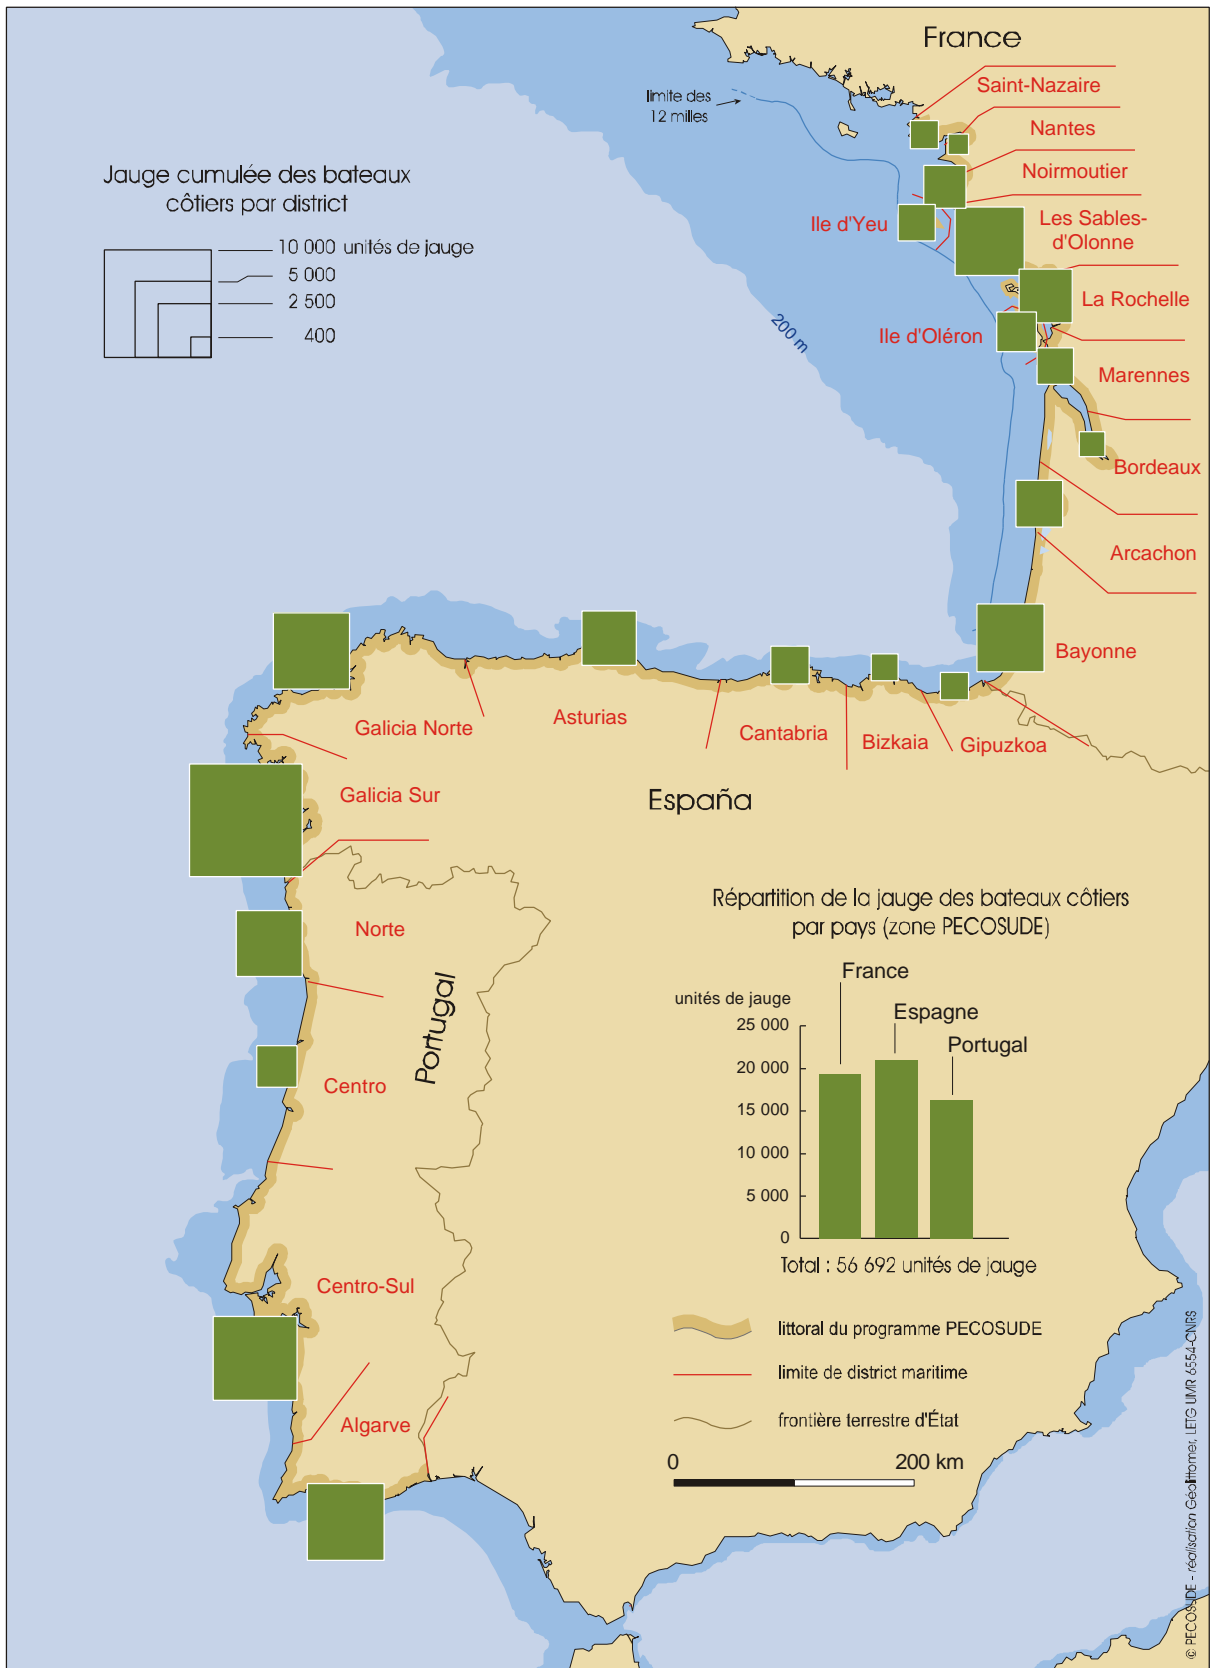 France
Saint-Nazaire
limite des
12 milles
Nantes
Noirmoutier
Jauge cumulée des bateaux
côtiers par district
10 000 unités de jauge
5 000
2 500
400
Ile d'Yeu
Les Sables-
d'Olonne
La Rochelle
Ile d'Oléron
200 m
Marennes
Bordeaux
Arcachon
Bayonne
Galicia Norte
Asturias
Cantabria
Bizkaia
Gipuzkoa
Galicia Sur
España
Norte
Portugal
Centro
Centro-Sul
Algarve
Répartition de la jauge des bateaux côtiers
par pays (zone PECOSUDE)
France
unités de jauge
Espagne
Portugal
25 000
20 000
15 000
10 000
5 000
0
Total : 56 692 unités de jauge
littoral du programme PECOSUDE
limite de district maritime
frontière terrestre d'État
0 200 km
© PECOSUDE - réalisation Géolittomer, LETG UMR 6554-CNRS